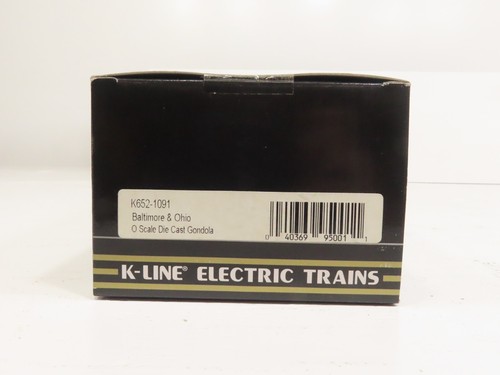 K652-1091
Baltimore & Ohio
O Scale Die Cast Gondola
0 40369 95001 1
K-LINE® ELECTRIC TRAINS